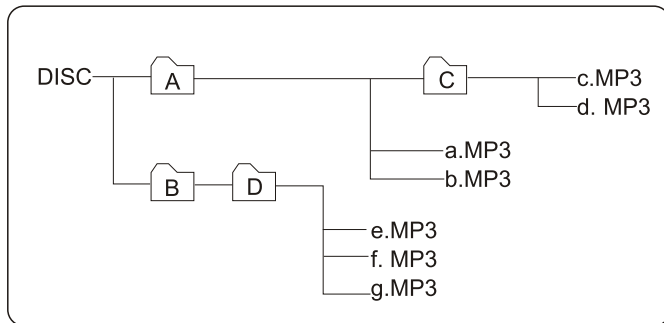 DISC A C c.MP3
d. MP3
a.MP3
b.MP3
B D
e.MP3
f. MP3
g.MP3